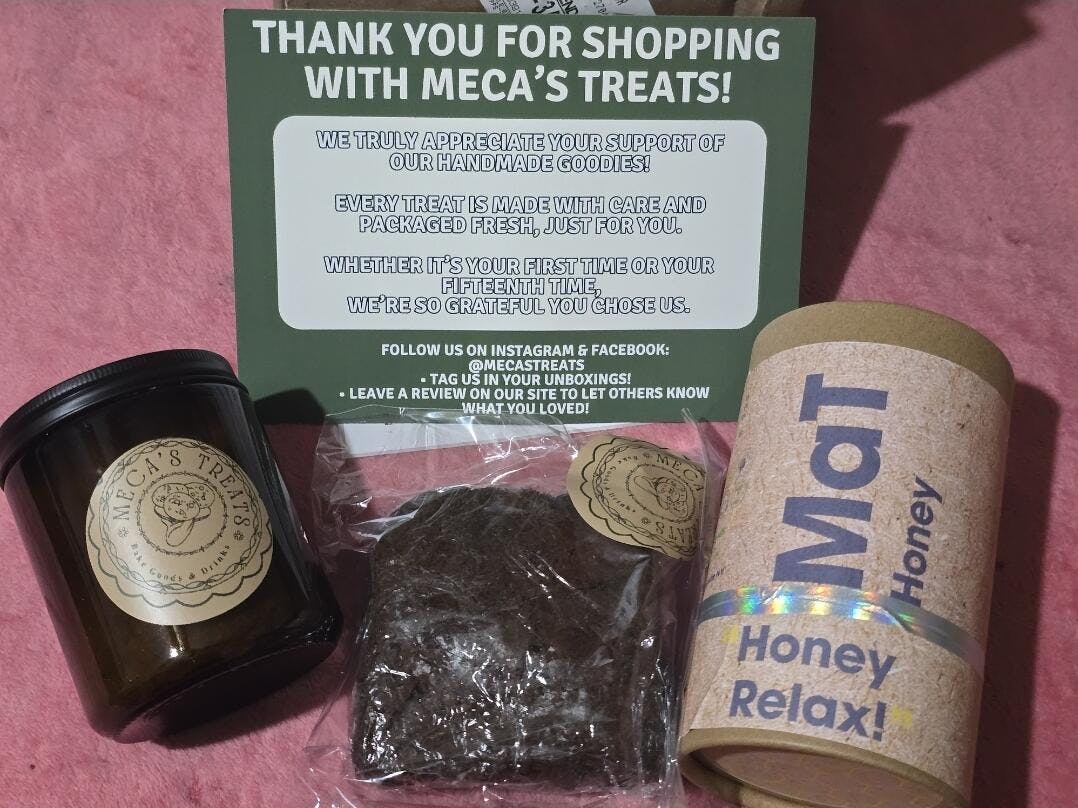 THANK YOU FOR SHOPPING
WITH MECA'S TREATS!
WE TRULY APPRECIATE YOUR SUPPORT OF
OUR HANDMADE GOODIES!
EVERY TREAT IS MADE WITH CARE AND
PACKAGED FRESH, JUST FOR YOU.
WHETHER IT'S YOUR FIRST TIME OR YOUR
FIFTEENTH TIME,
WE'RE SO GRATEFUL YOU CHOSE US.
FOLLOW US ON INSTAGRAM & FACEBOOK:
@MECASTREATS
• TAG US IN YOUR UNBOXINGS!
• LEAVE A REVIEW ON OUR SITE TO LET OTHERS KNOW
WHAT YOU LOVED!
MECA'S TREATS
Bake Goods & Drinks
MaT
Honey
"Honey
Relax!"